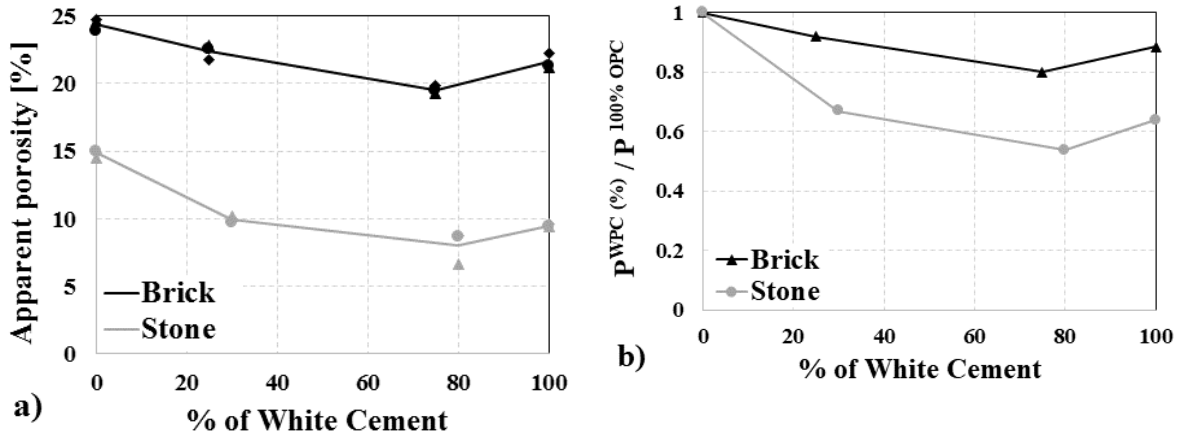 25
20
15
10
5
0
0 20 40 60 80 100
Apparent porosity [%]
Brick
Stone
% of White Cement
a)
1
0.8
0.6
0.4
0.2
0
0 20 40 60 80 100
P^WPC (%) / P^100% OPC
Brick
Stone
% of White Cement
b)